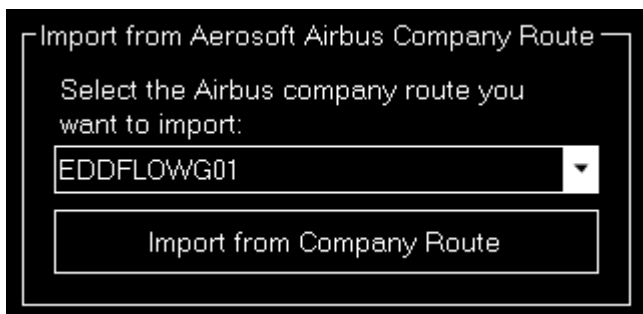 Import from Aerosoft Airbus Company Route
Select the Airbus company route you
want to import:
EDDFLOWG01
Import from Company Route